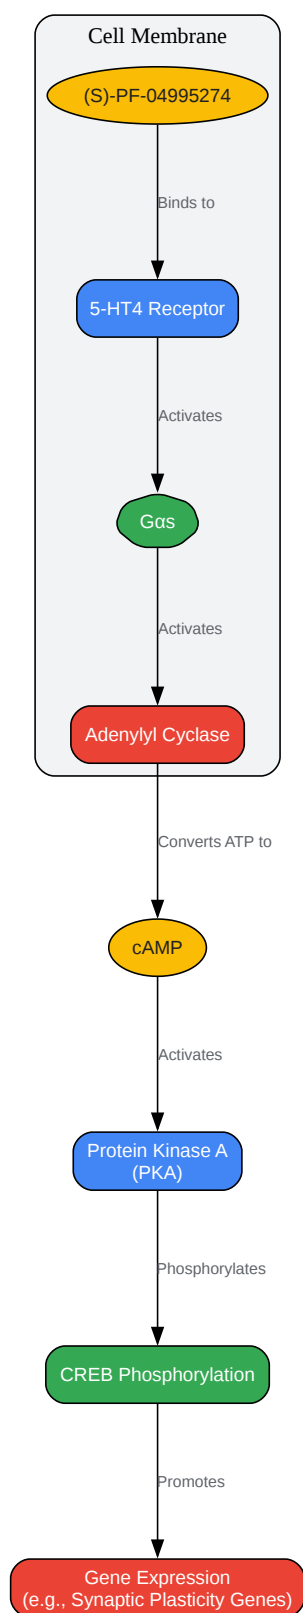 Cell Membrane
(S)-PF-04995274
Binds to
5-HT4 Receptor
Activates
Gαs
Activates
Adenylyl Cyclase
Converts ATP to
cAMP
Activates
Protein Kinase A
(PKA)
Phosphorylates
CREB Phosphorylation
Promotes
Gene Expression
(e.g., Synaptic Plasticity Genes)